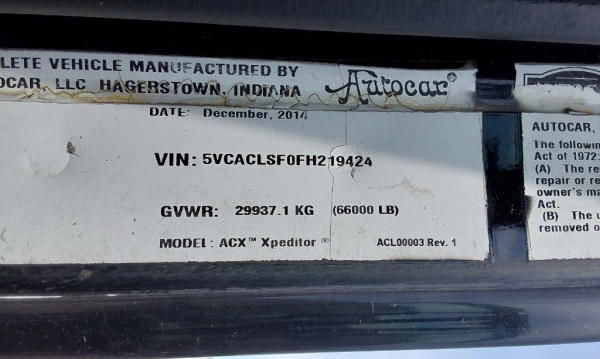 LETE VEHICLE MANUFACTURED BY
OCAR, LLC HAGERSTOWN, INDIANA
Autocar®
DATE: December, 2014
VIN: 5VCACLSF0FH219424
GVWR: 29937.1 KG (66000 LB)
MODEL: ACX™ Xpeditor ® ACL00003 Rev. 1
AUTOCAR,
The following
Act of 1972:
(A) The re
repair or re
owner's ma
Act.
(B) The u
removed o